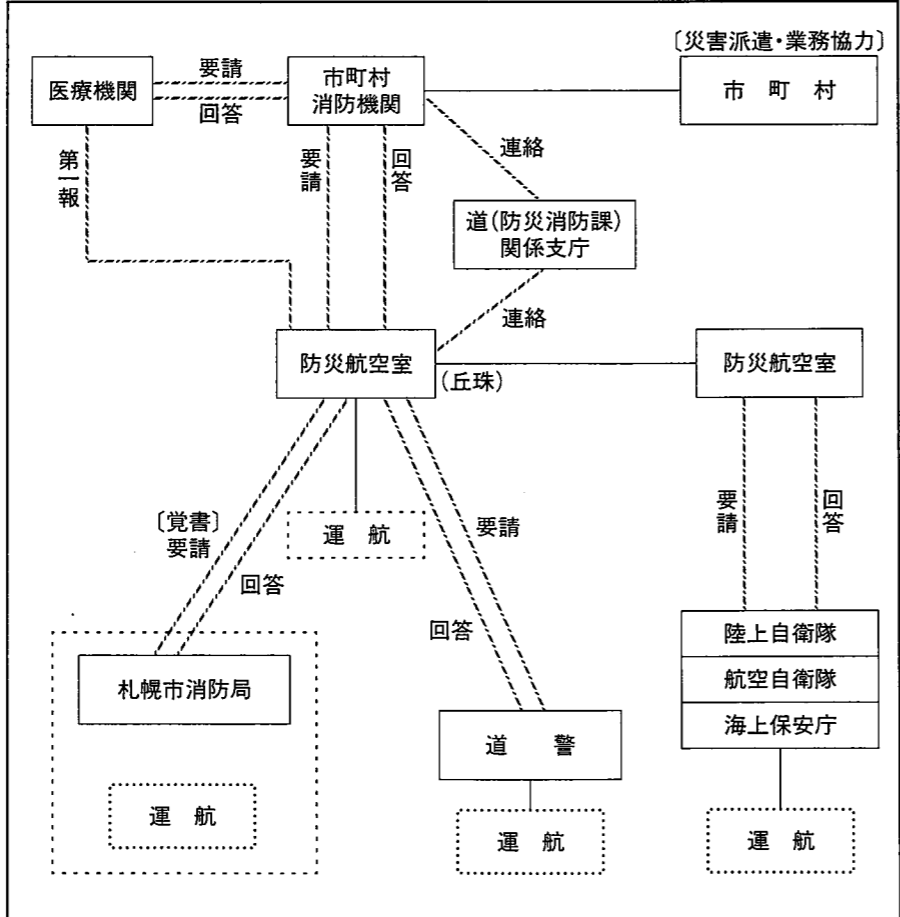 〔災害派遣・業務協力〕
医療機関
要請
回答
市町村
消防機関
市 町 村
第一報
要請
回答
連絡
道(防災消防課)
関係支庁
連絡
防災航空室
(丘珠)
防災航空室
〔覚書〕
要請
回答
運 航
要請
回答
要請
回答
札幌市消防局
運 航
道 警
運 航
陸上自衛隊
航空自衛隊
海上保安庁
運 航